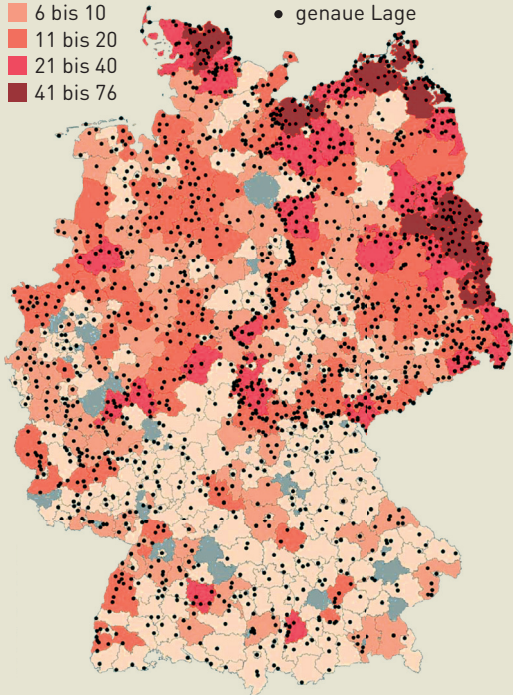 6 bis 10
11 bis 20
21 bis 40
41 bis 76
genaue Lage